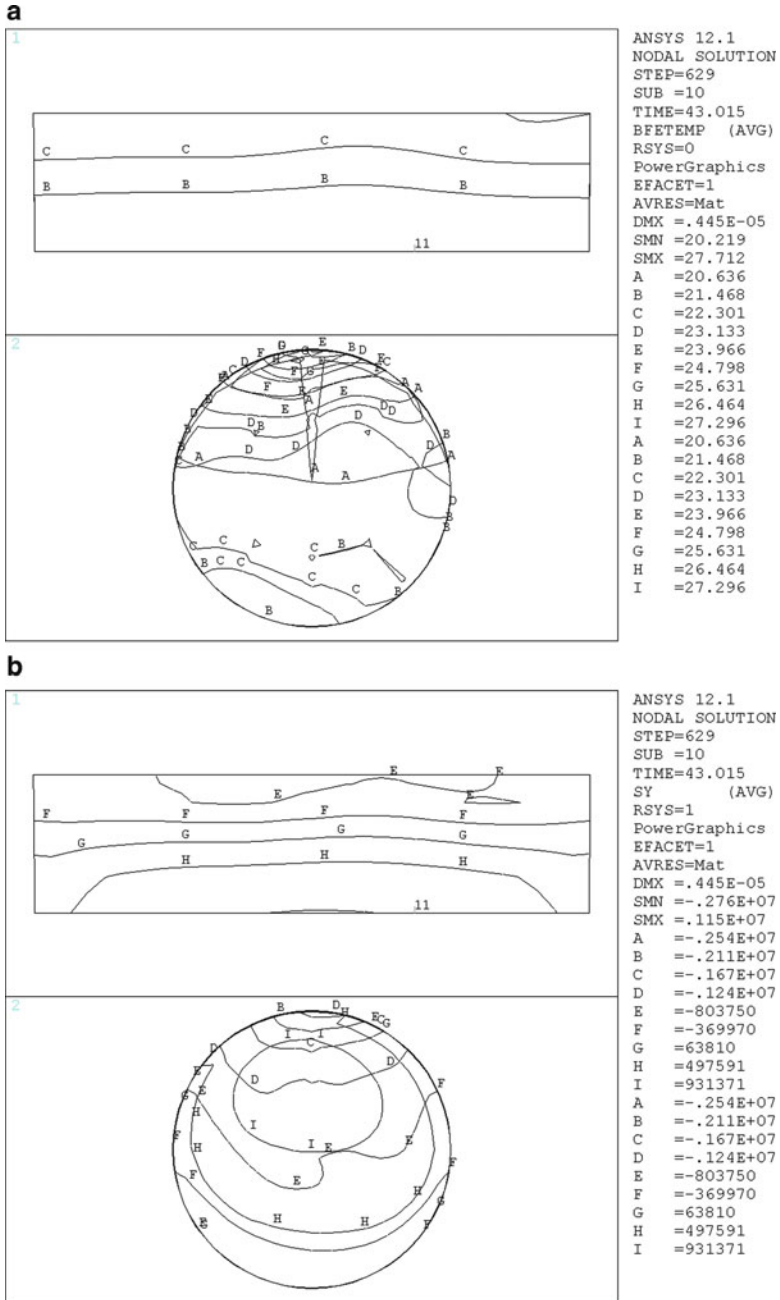 a
1
C C C C
B B B B
11
2
ANSYS 12.1
NODAL SOLUTION
STEP=629
SUB =10
TIME=43.015
BFETEMP (AVG)
RSYS=0
PowerGraphics
EFACET=1
AVRES=Mat
DMX =.445E-05
SMN =20.219
SMX =27.712
A =20.636
B =21.468
C =22.301
D =23.133
E =23.966
F =24.798
G =25.631
H =26.464
I =27.296
A =20.636
B =21.468
C =22.301
D =23.133
E =23.966
F =24.798
G =25.631
H =26.464
I =27.296
b
1
E E
E E
F F F F
G G G G
H H H
11
2
ANSYS 12.1
NODAL SOLUTION
STEP=629
SUB =10
TIME=43.015
SY (AVG)
RSYS=1
PowerGraphics
EFACET=1
AVRES=Mat
DMX =.445E-05
SMN =-.276E+07
SMX =.115E+07
A =-.254E+07
B =-.211E+07
C =-.167E+07
D =-.124E+07
E =-803750
F =-369970
G =63810
H =497591
I =931371
A =-.254E+07
B =-.211E+07
C =-.167E+07
D =-.124E+07
E =-803750
F =-369970
G =63810
H =497591
I =931371